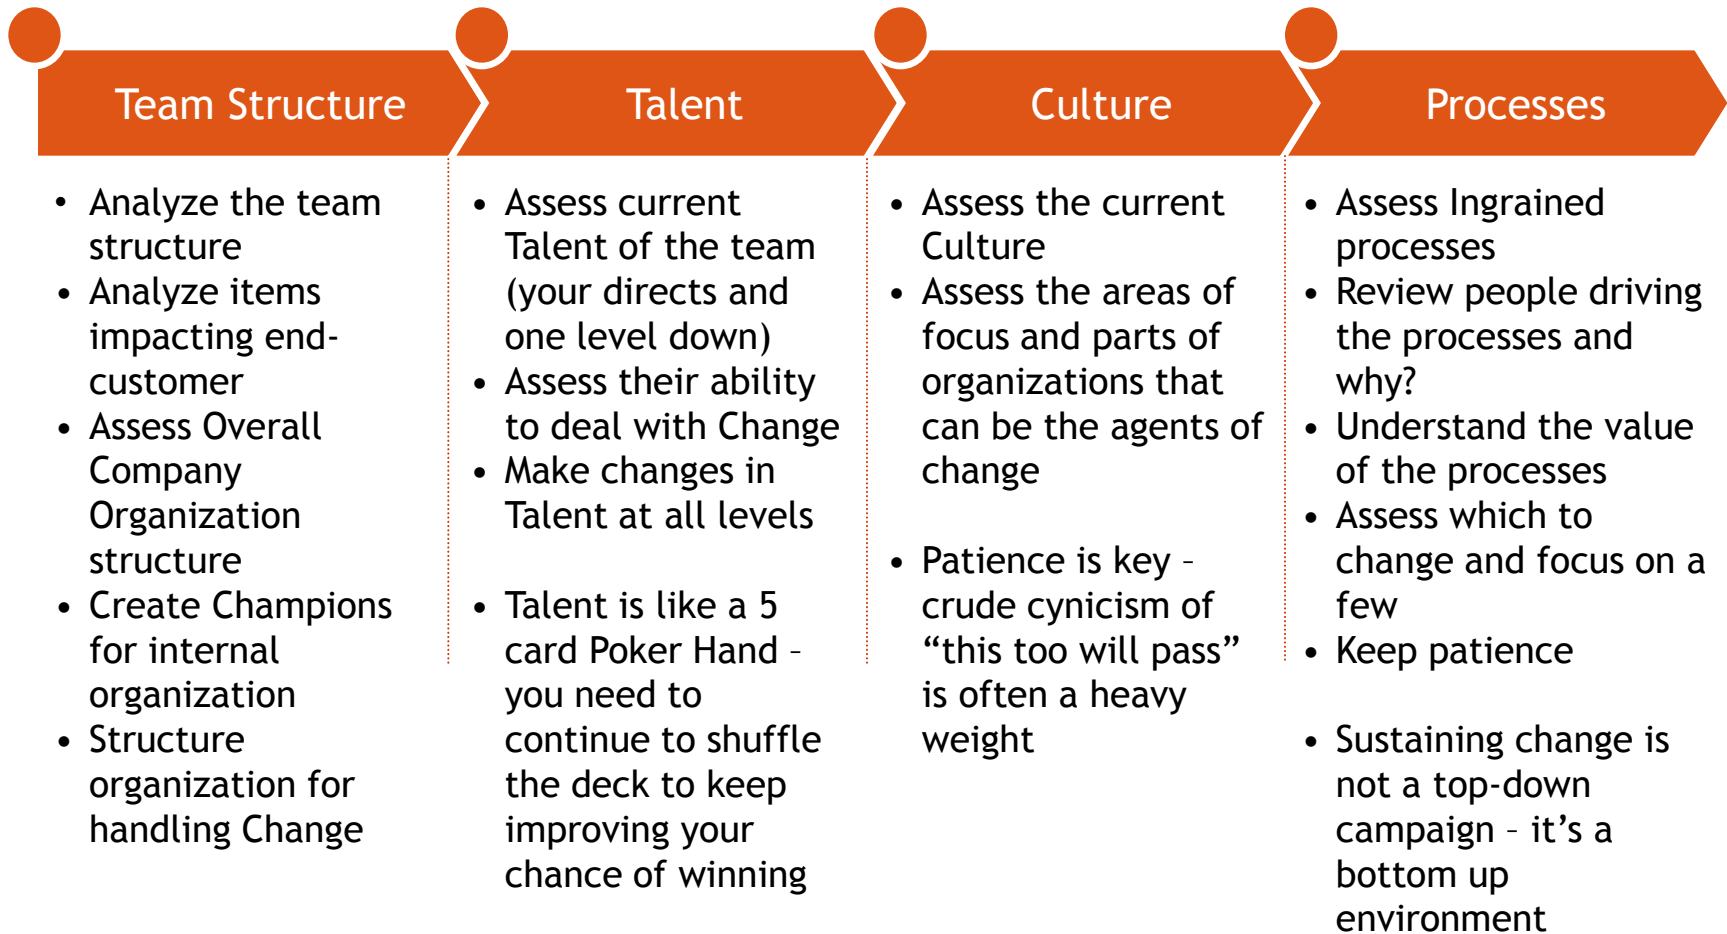 Team Structure
Talent
Culture
Processes
• Analyze the team
structure
• Analyze items
impacting end-
customer
• Assess Overall
Company
Organization
structure
• Create Champions
for internal
organization
• Structure
organization for
handling Change
• Assess current
Talent of the team
(your directs and
one level down)
• Assess their ability
to deal with Change
• Make changes in
Talent at all levels
• Talent is like a 5
card Poker Hand –
you need to
continue to shuffle
the deck to keep
improving your
chance of winning
• Assess the current
Culture
• Assess the areas of
focus and parts of
organizations that
can be the agents of
change
• Patience is key –
crude cynicism of
“this too will pass”
is often a heavy
weight
• Assess Ingrained
processes
• Review people driving
the processes and
why?
• Understand the value
of the processes
• Assess which to
change and focus on a
few
• Keep patience
• Sustaining change is
not a top-down
campaign – it’s a
bottom up
environment